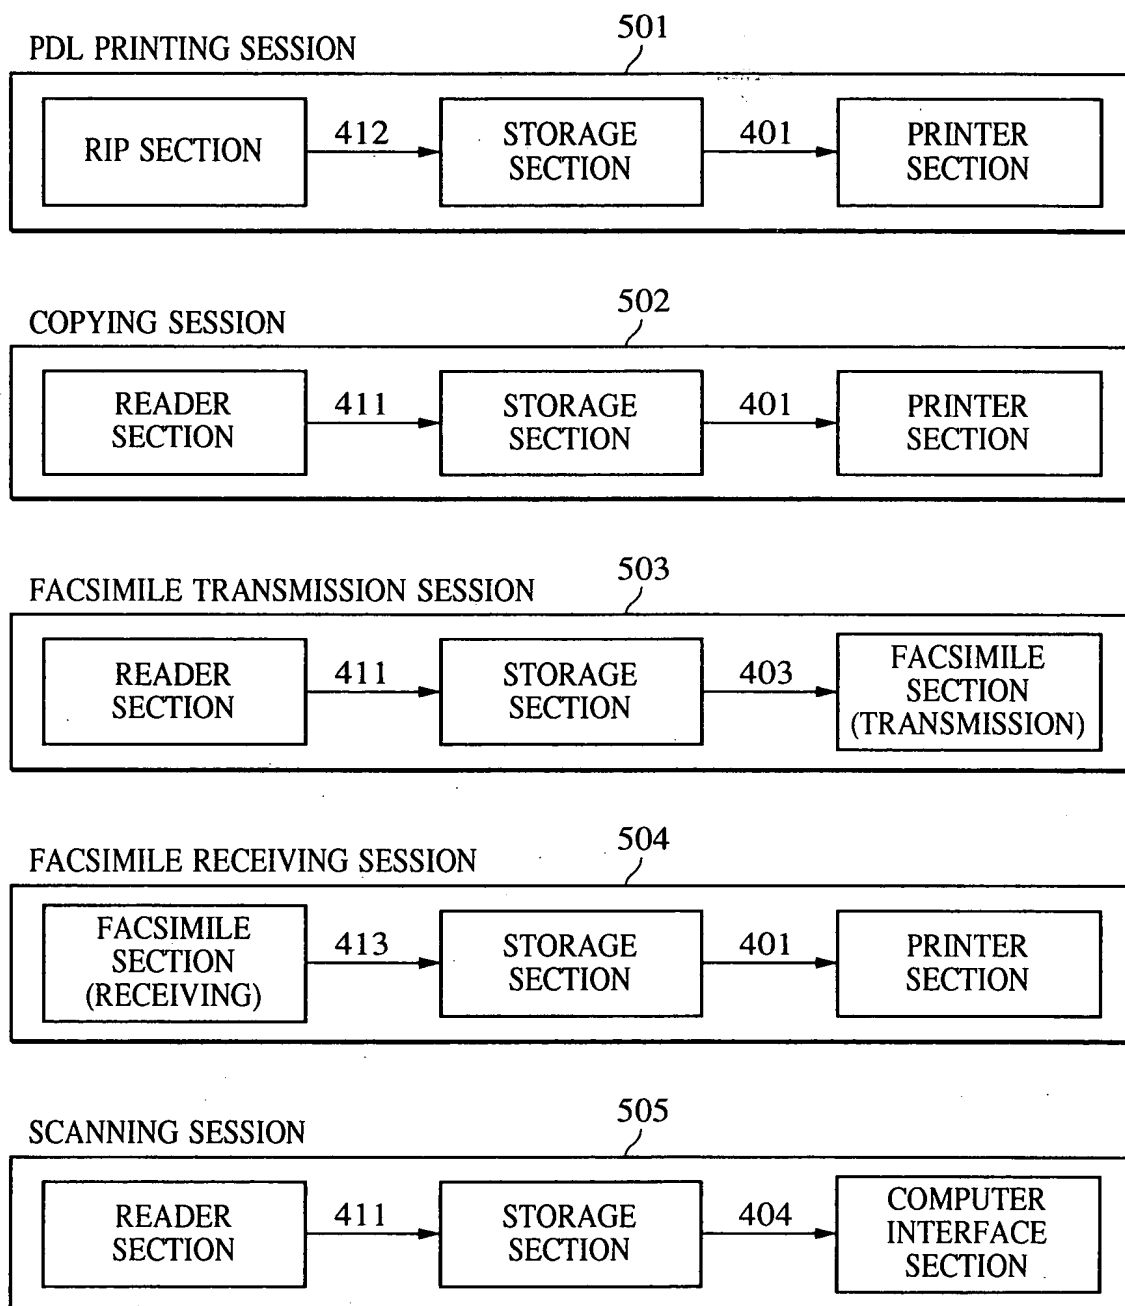 501
PDL PRINTING SESSION
RIP SECTION
412
STORAGE
SECTION
401
PRINTER
SECTION
502
COPYING SESSION
READER
SECTION
411
STORAGE
SECTION
401
PRINTER
SECTION
503
FACSIMILE TRANSMISSION SESSION
READER
SECTION
411
STORAGE
SECTION
403
FACSIMILE
SECTION
(TRANSMISSION)
504
FACSIMILE RECEIVING SESSION
FACSIMILE
SECTION
(RECEIVING)
413
STORAGE
SECTION
401
PRINTER
SECTION
505
SCANNING SESSION
READER
SECTION
411
STORAGE
SECTION
404
COMPUTER
INTERFACE
SECTION